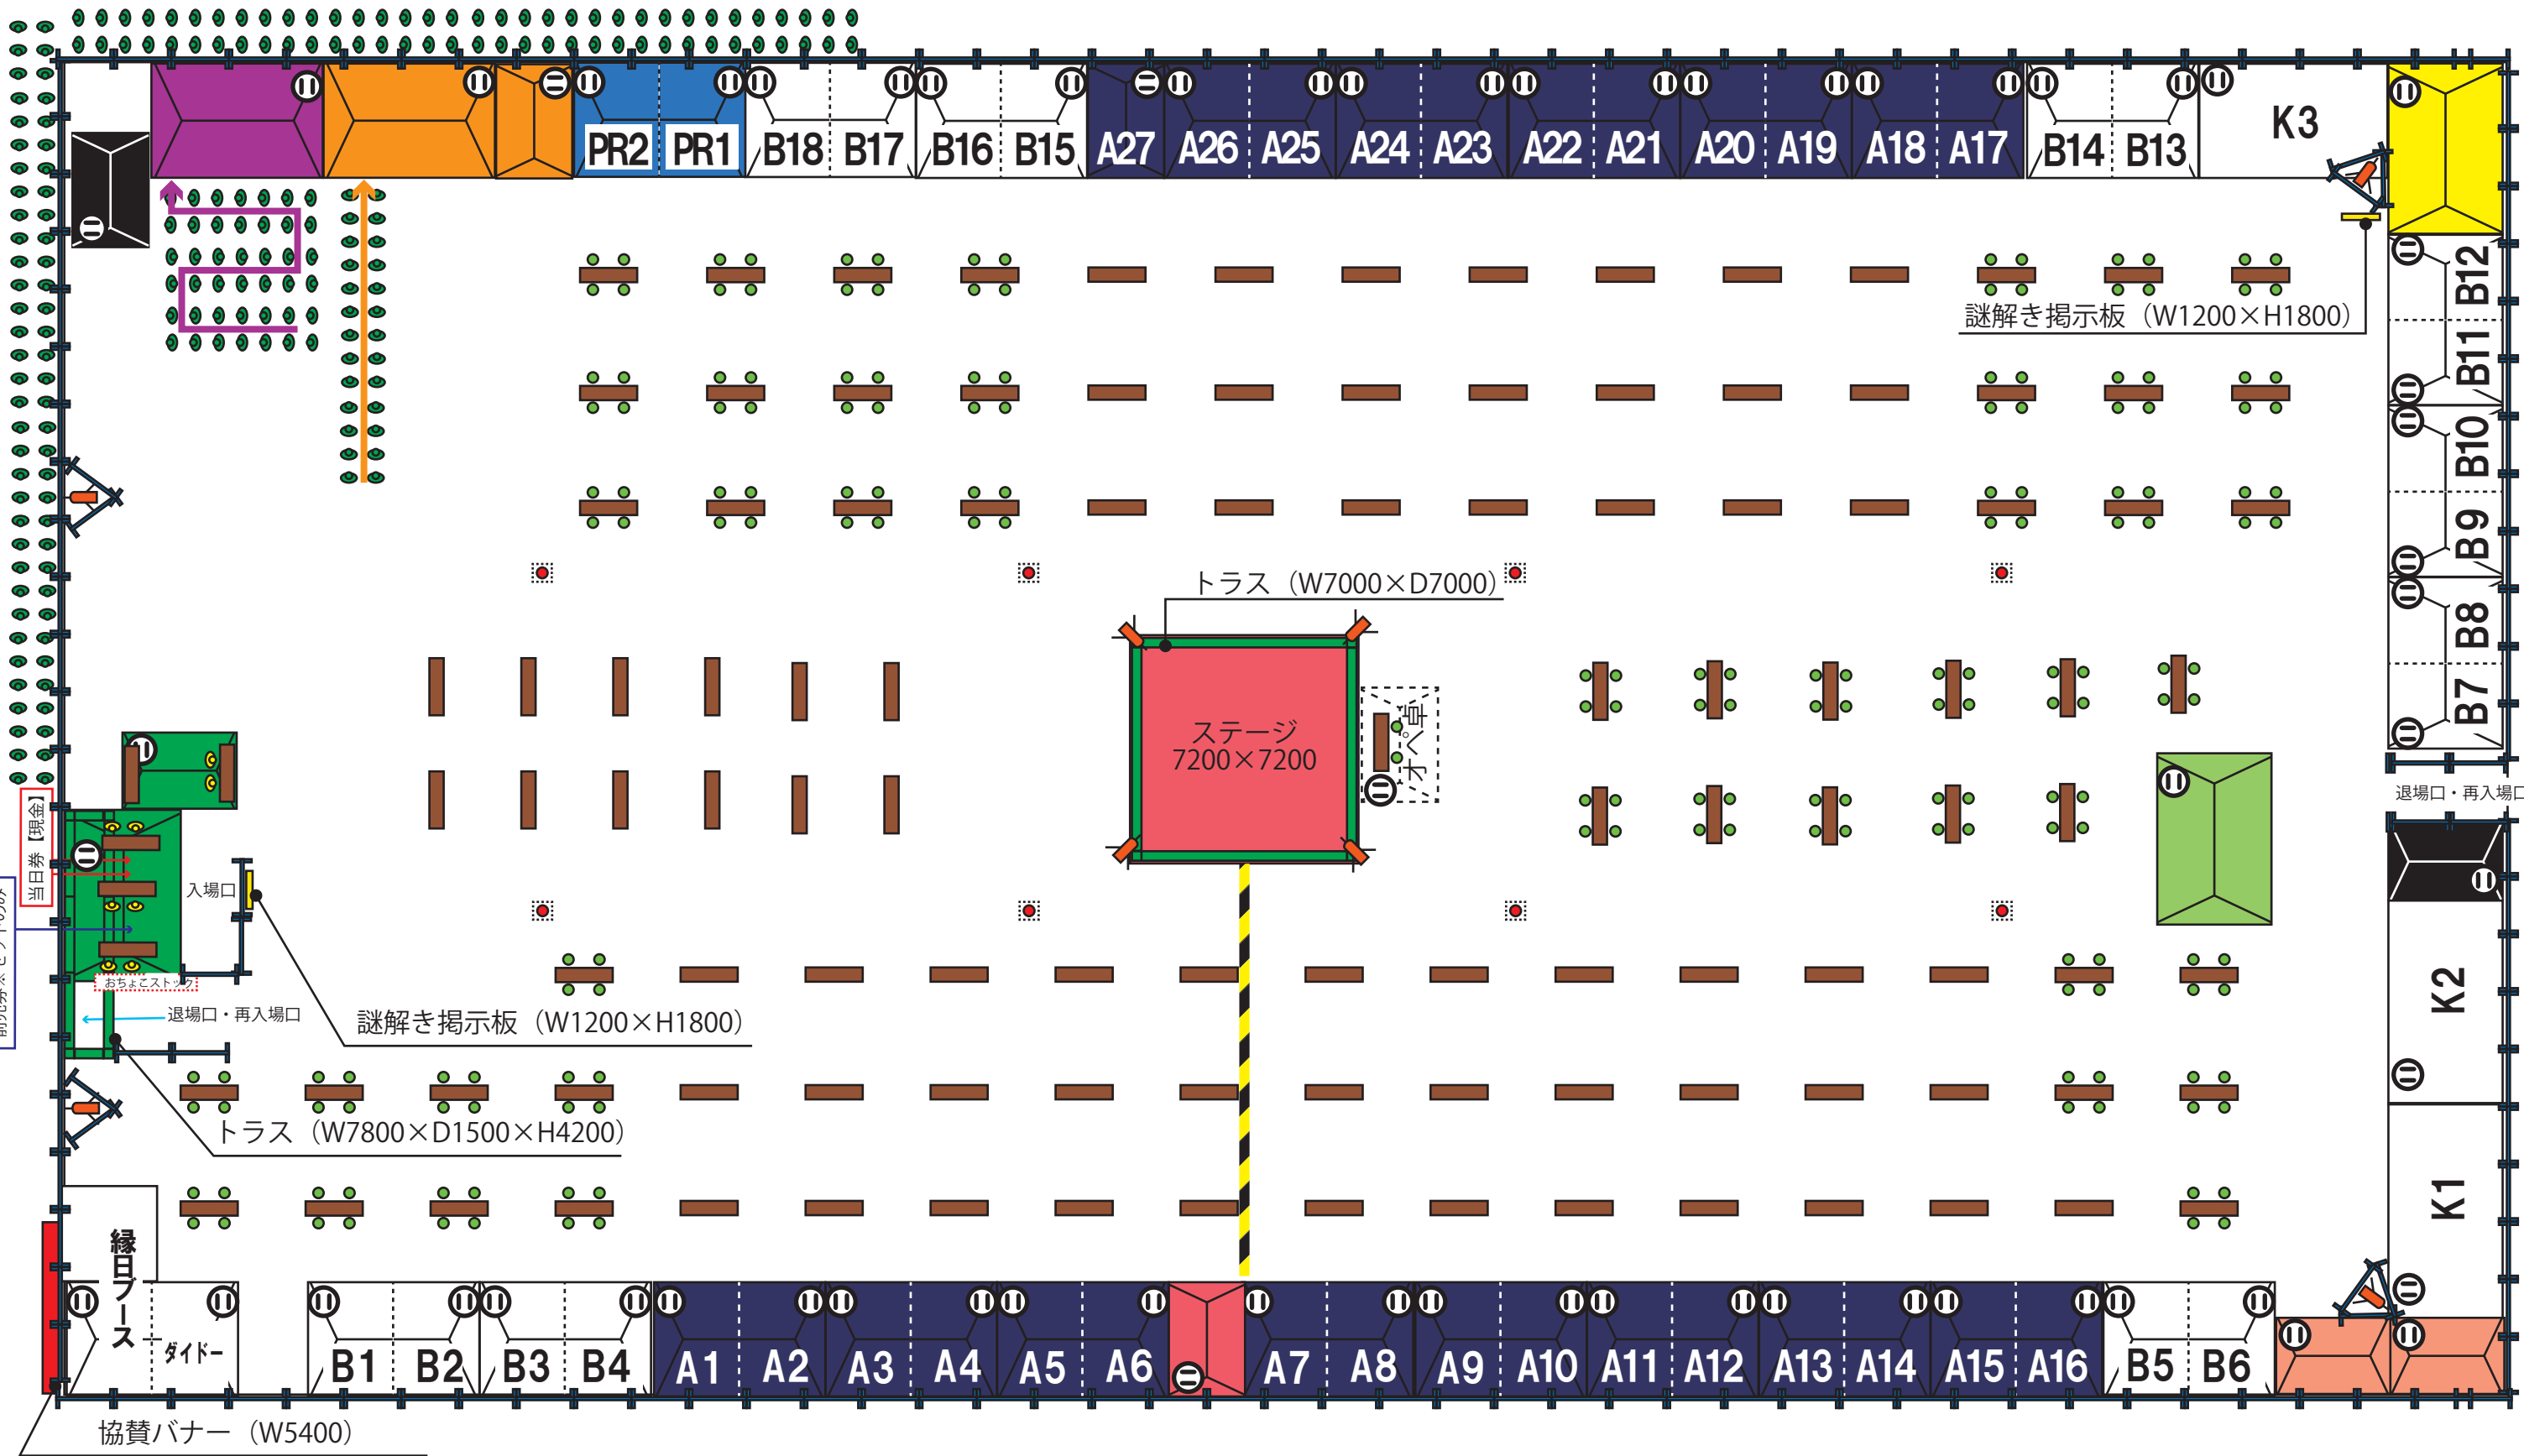 PR2 PR1 B18 B17 B16 B15 A27 A26 A25 A24 A23 A22 A21 A20 A19 A18 A17 B14 B13 K3
謎解き掲示板（W1200×H1800）
B12
B11
B10
B9
B8
B7
トラス（W7000×D7000）
ステージ
7200×7200
オペ卓
退場口・再入場口
当日券【現金】
入場口
おちょこストック
退場口・再入場口
謎解き掲示板（W1200×H1800）
トラス（W7800×D1500×H4200）
K2
K1
縁日ブース
ダイドー
B1 B2 B3 B4 A1 A2 A3 A4 A5 A6 A7 A8 A9 A10 A11 A12 A13 A14 A15 A16 B5 B6
協賛バナー（W5400）